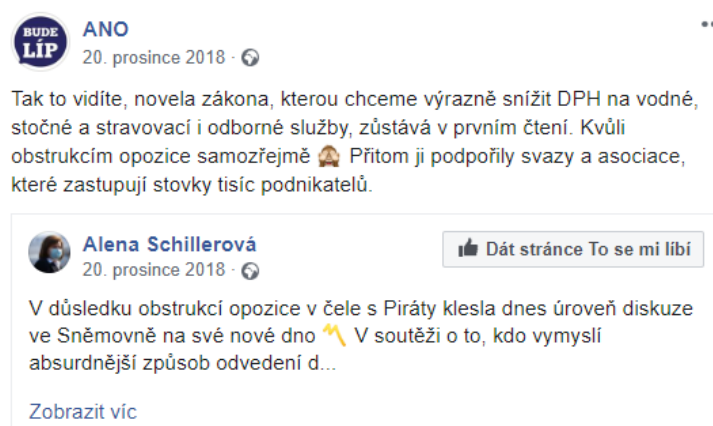 BUDE
LÍP
ANO
20. prosince 2018 ·
Tak to vidíte, novela zákona, kterou chceme výrazně snížit DPH na vodné,
stočné a stravovací i odborné služby, zůstává v prvním čtení. Kvůli
obstrukcím opozice samozřejmě 🙈 Přitom ji podpořily svazy a asociace,
které zastupují stovky tisíc podnikatelů.
Alena Schillerová
Dát stránce To se mi líbí
20. prosince 2018 ·
V důsledku obstrukcí opozice v čele s Piráty klesla dnes úroveň diskuze
ve Sněmovně na své nové dno 〽️ V soutěži o to, kdo vymyslí
absurdnější způsob odvedení d...
Zobrazit víc